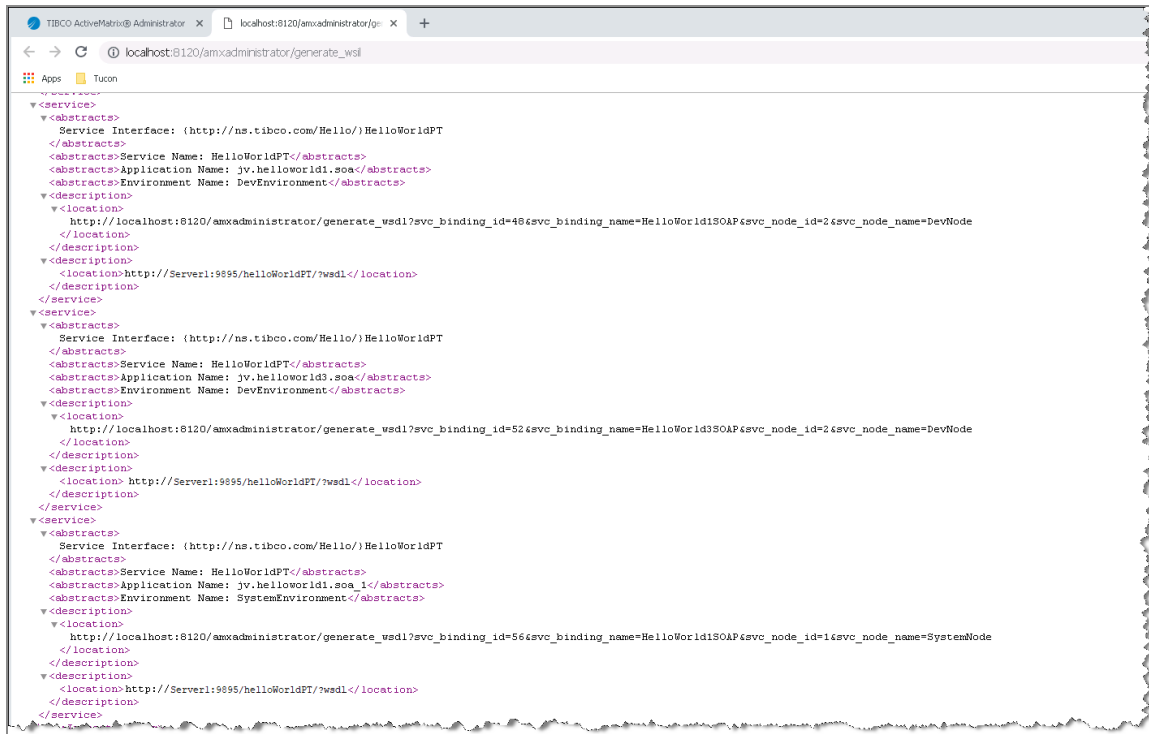 TIBCO ActiveMatrix® Administrator
localhost:8120/amxadministrator/ge
localhost:8120/amxadministrator/generate_wsil
Apps
Tucon
</service>
▼<service>
▼<abstracts>
Service Interface: {http://ns.tibco.com/Hello/}HelloWorldPT
</abstracts>
<abstracts>Service Name: HelloWorldPT</abstracts>
<abstracts>Application Name: jv.helloworld1.soa</abstracts>
<abstracts>Environment Name: DevEnvironment</abstracts>
▼<description>
▼<location>
http://localhost:8120/amxadministrator/generate_wsdl?svc_binding_id=48&svc_binding_name=HelloWorld1SOAP&svc_node_id=2&svc_node_name=DevNode
</location>
</description>
▼<description>
<location>http://Server1:9895/helloWorldPT/?wsdl</location>
</description>
</service>
▼<service>
▼<abstracts>
Service Interface: {http://ns.tibco.com/Hello/}HelloWorldPT
</abstracts>
<abstracts>Service Name: HelloWorldPT</abstracts>
<abstracts>Application Name: jv.helloworld3.soa</abstracts>
<abstracts>Environment Name: DevEnvironment</abstracts>
▼<description>
▼<location>
http://localhost:8120/amxadministrator/generate_wsdl?svc_binding_id=52&svc_binding_name=HelloWorld3SOAP&svc_node_id=2&svc_node_name=DevNode
</location>
</description>
▼<description>
<location> http://Server1:9895/helloWorldPT/?wsdl</location>
</description>
</service>
▼<service>
▼<abstracts>
Service Interface: {http://ns.tibco.com/Hello/}HelloWorldPT
</abstracts>
<abstracts>Service Name: HelloWorldPT</abstracts>
<abstracts>Application Name: jv.helloworld1.soa_1</abstracts>
<abstracts>Environment Name: SystemEnvironment</abstracts>
▼<description>
▼<location>
http://localhost:8120/amxadministrator/generate_wsdl?svc_binding_id=56&svc_binding_name=HelloWorld1SOAP&svc_node_id=1&svc_node_name=SystemNode
</location>
</description>
▼<description>
<location>http://Server1:9895/helloWorldPT/?wsdl</location>
</description>
</service>